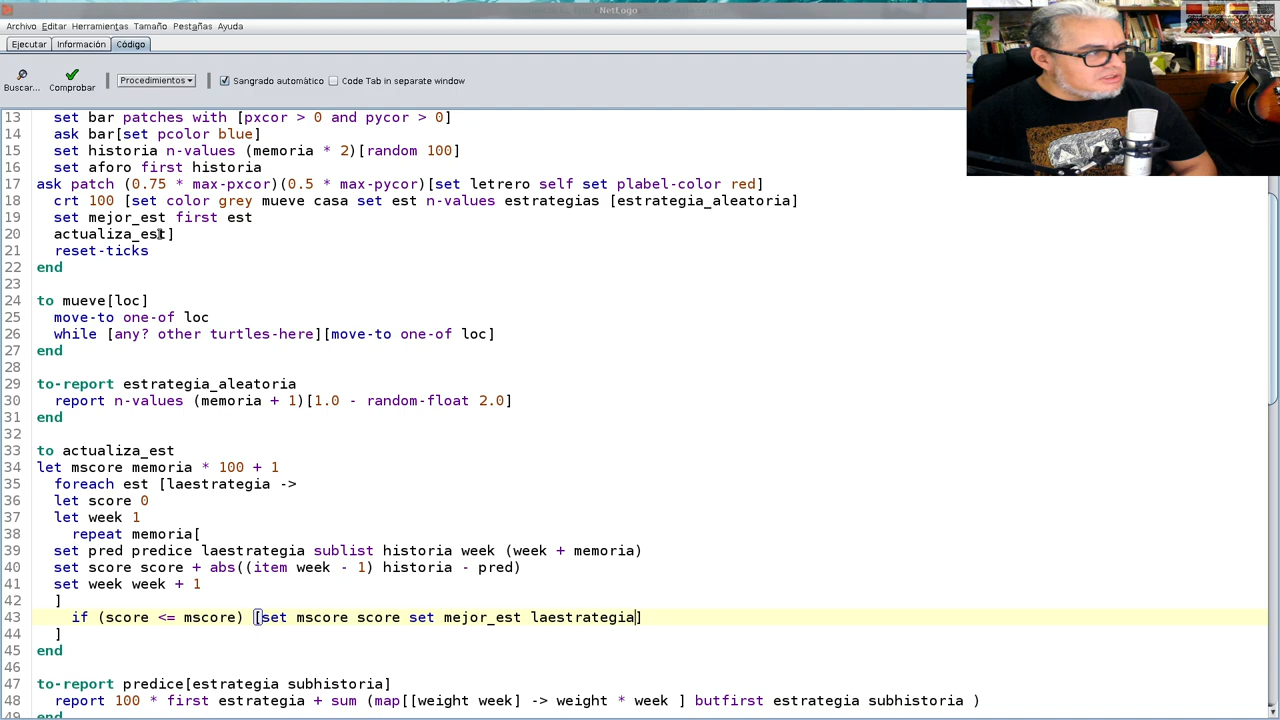 NetLogo
Archivo Editar Herramientas Tamaño Pestañas Ayuda
Ejecutar Información Código
Buscar... Comprobar Procedimientos Sangrado automático Code Tab in separate window
13 set bar patches with [pxcor > 0 and pycor > 0]
14 ask bar[set pcolor blue]
15 set historia n-values (memoria * 2)[random 100]
16 set aforo first historia
17 ask patch (0.75 * max-pxcor)(0.5 * max-pycor)[set letrero self set plabel-color red]
18 crt 100 [set color grey mueve casa set est n-values estrategias [estrategia_aleatoria]
19 set mejor_est first est
20 actualiza_est]
21 reset-ticks
22 end
23
24 to mueve[loc]
25 move-to one-of loc
26 while [any? other turtles-here][move-to one-of loc]
27 end
28
29 to-report estrategia_aleatoria
30 report n-values (memoria + 1)[1.0 - random-float 2.0]
31 end
32
33 to actualiza_est
34 let mscore memoria * 100 + 1
35 foreach est [laestrategia ->
36 let score 0
37 let week 1
38 repeat memoria[
39 set pred predice laestrategia sublist historia week (week + memoria)
40 set score score + abs((item week - 1) historia - pred)
41 set week week + 1
42 ]
43 if (score <= mscore) [set mscore score set mejor_est laestrategia]
44 ]
45 end
46
47 to-report predice[estrategia subhistoria]
48 report 100 * first estrategia + sum (map[[weight week] -> weight * week ] butfirst estrategia subhistoria )
49 end